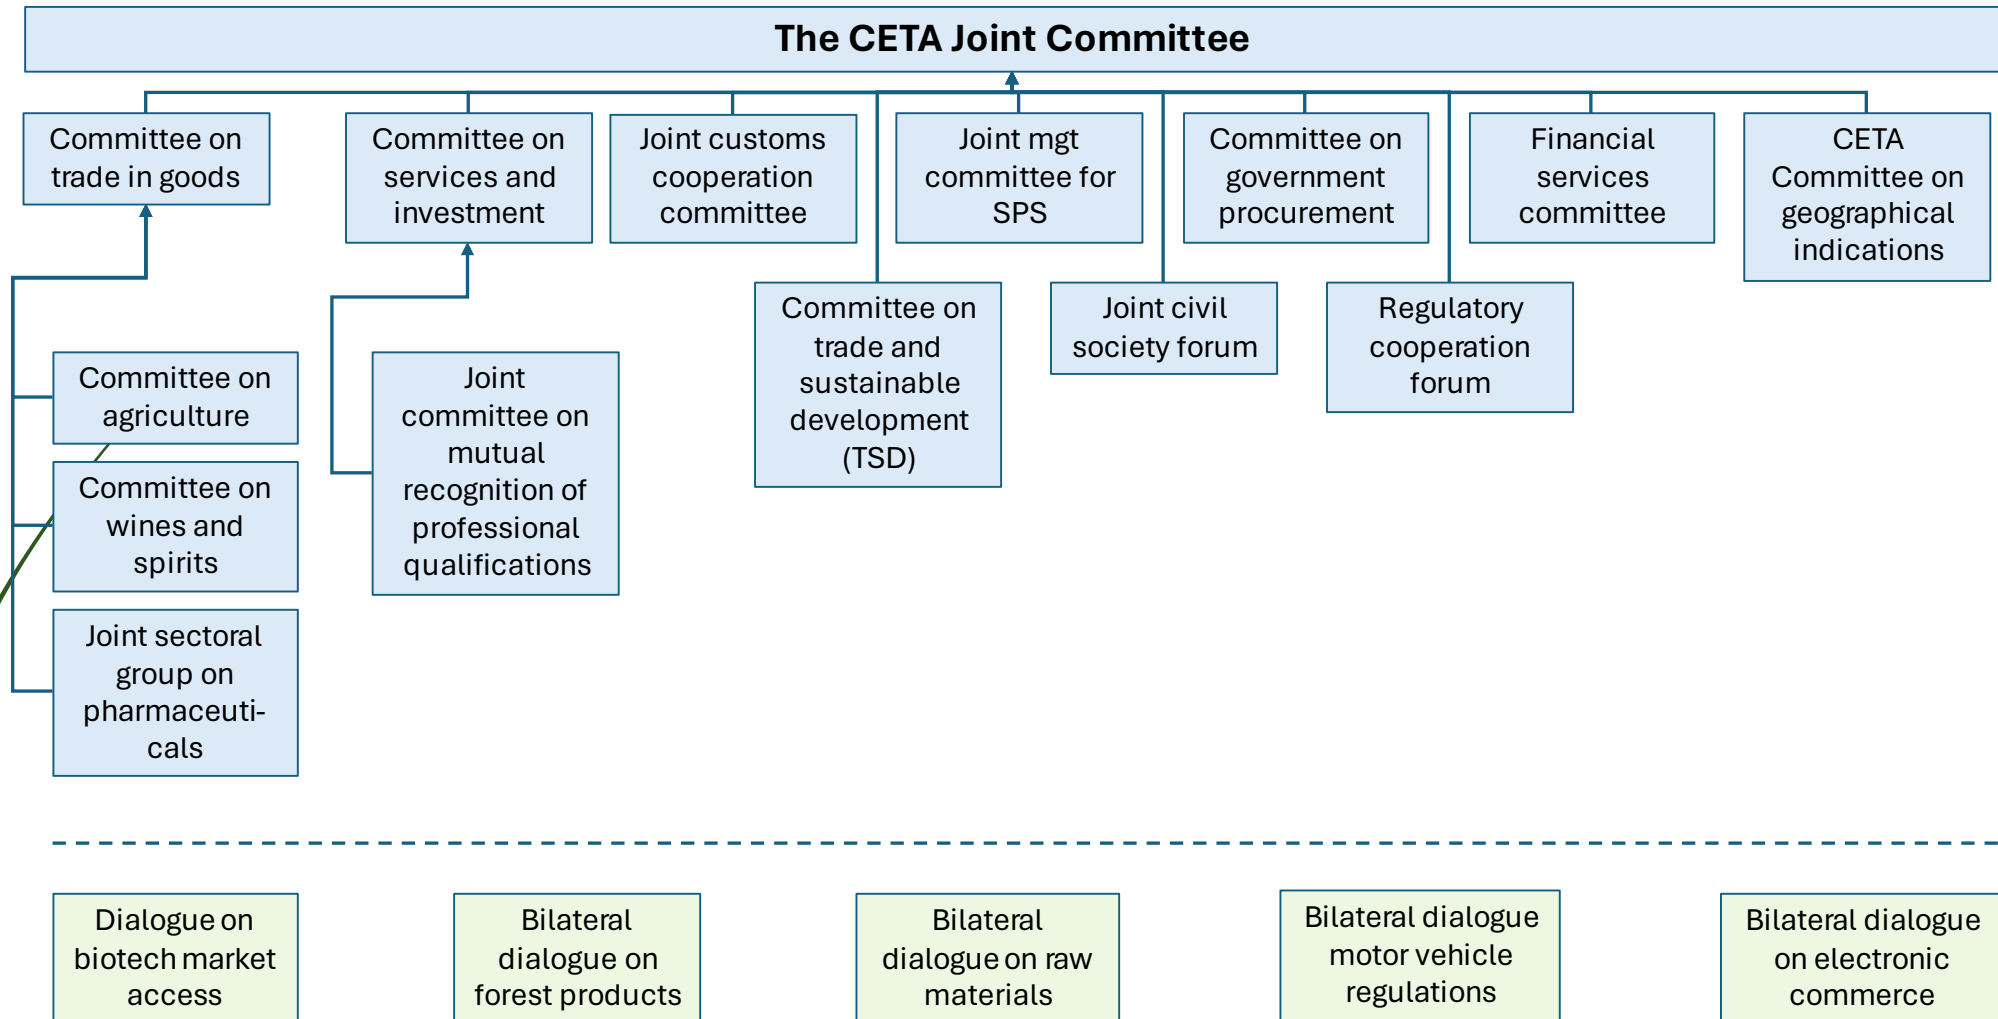 The CETA Joint Committee
Committee on
trade in goods
Committee on
services and
investment
Joint customs
cooperation
committee
Joint mgt
committee for
SPS
Committee on
government
procurement
Financial
services
committee
CETA
Committee on
geographical
indications
Committee on
trade and
sustainable
development
(TSD)
Joint civil
society forum
Regulatory
cooperation
forum
Committee on
agriculture
Committee on
wines and
spirits
Joint sectoral
group on
pharmaceuti-
cals
Joint
committee on
mutual
recognition of
professional
qualifications
Dialogue on
biotech market
access
Bilateral
dialogue on
forest products
Bilateral
dialogue on raw
materials
Bilateral dialogue
motor vehicle
regulations
Bilateral dialogue
on electronic
commerce